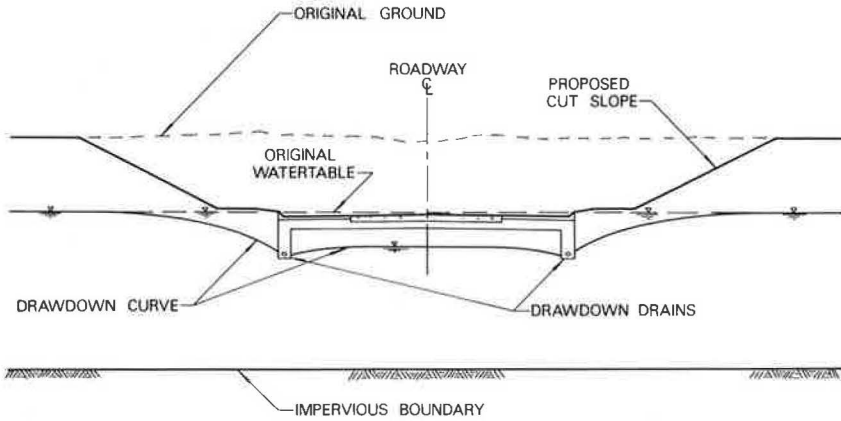 ORIGINAL GROUND
ROADWAY
℄
PROPOSED
CUT SLOPE
ORIGINAL
WATERTABLE
DRAWDOWN CURVE
DRAWDOWN DRAINS
IMPERVIOUS BOUNDARY